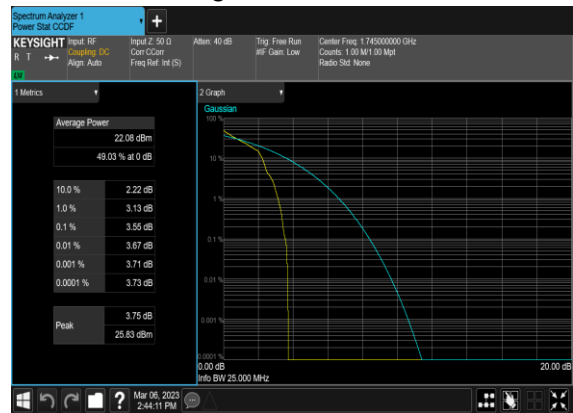 Spectrum Analyzer 1
Power Stat CCDF
KEYSIGHT Input: RF Input Z: 50 Ω Atten: 40 dB Trig: Free Run Center Freq: 1.745000000 GHz
R T Coupling: DC Corr CCorr #IF Gain: Low Counts: 1.00 M/1.00 Mpt
Align: Auto Freq Ref: Int (S) Radio Std: None
1 Metrics
Average Power
22.08 dBm
49.03 % at 0 dB
10.0 % 2.22 dB
1.0 % 3.13 dB
0.1 % 3.55 dB
0.01 % 3.67 dB
0.001 % 3.71 dB
0.0001 % 3.73 dB
Peak 3.75 dB
25.83 dBm
2 Graph
Gaussian
100 %
10 %
1 %
0.1 %
0.01 %
0.001 %
0.0001 %
0.00 dB 20.00 dB
Info BW 25.000 MHz
? Mar 06, 2023
2:44:11 PM